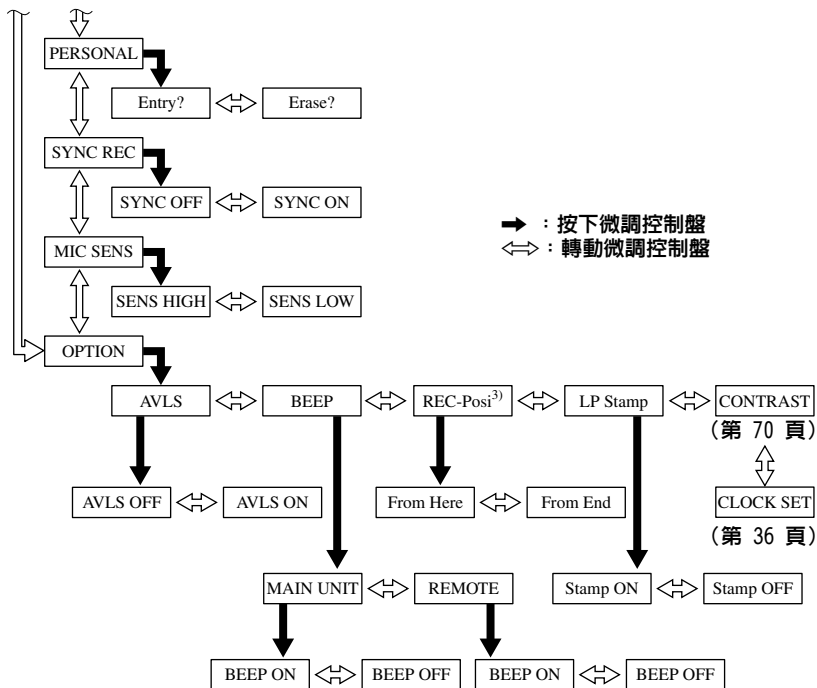 PERSONAL
Entry? Erase?
SYNC REC
SYNC OFF SYNC ON
：按下微調控制盤
：轉動微調控制盤
MIC SENS
SENS HIGH SENS LOW
OPTION
AVLS BEEP REC-Posi3) LP Stamp CONTRAST
(第 70 頁)
AVLS OFF AVLS ON From Here From End CLOCK SET
(第 36 頁)
MAIN UNIT REMOTE Stamp ON Stamp OFF
BEEP ON BEEP OFF BEEP ON BEEP OFF